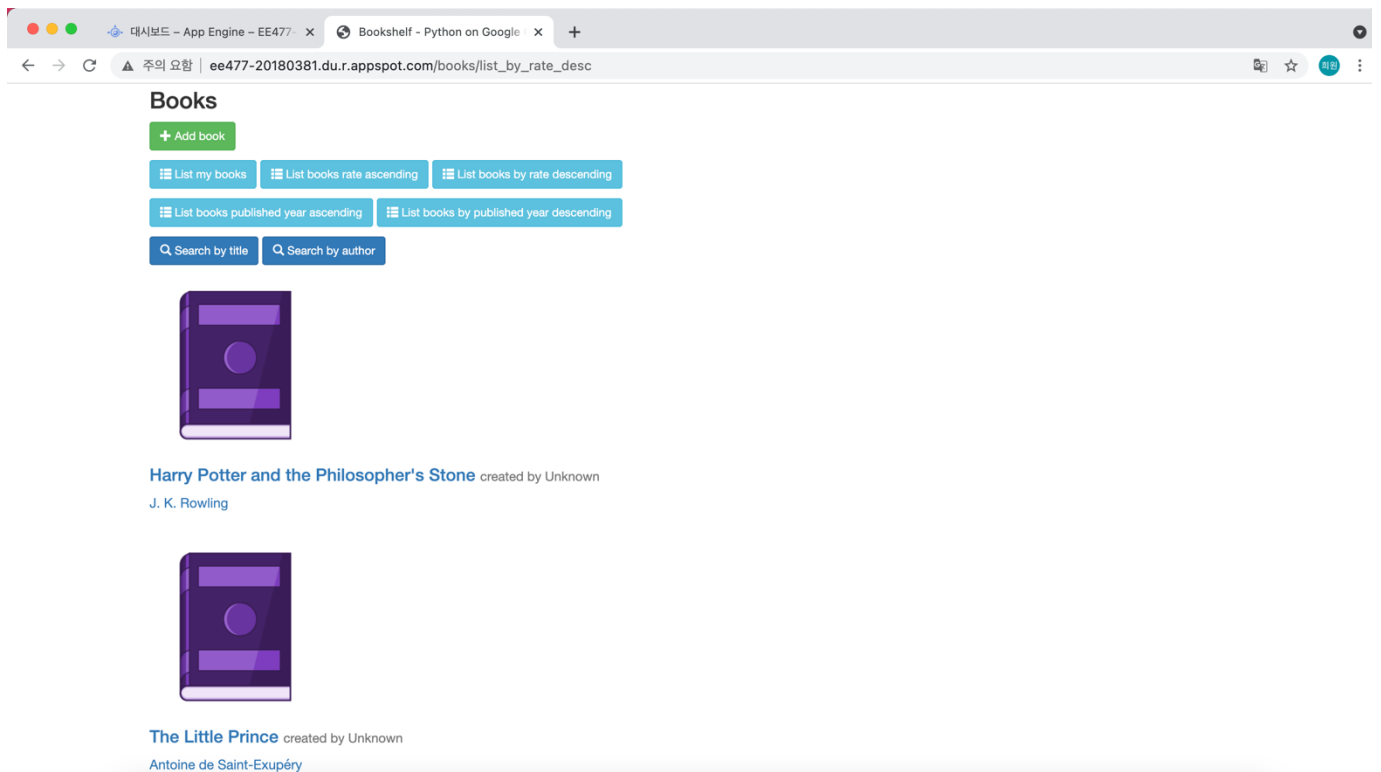 대시보드 – App Engine – EE477-
Bookshelf - Python on Google
주의 요함 | ee477-20180381.du.r.appspot.com/books/list_by_rate_desc
희원
Books
Add book
List my books List books rate ascending List books by rate descending
List books published year ascending List books by published year descending
Search by title Search by author
Harry Potter and the Philosopher's Stone created by Unknown
J. K. Rowling
The Little Prince created by Unknown
Antoine de Saint-Exupéry